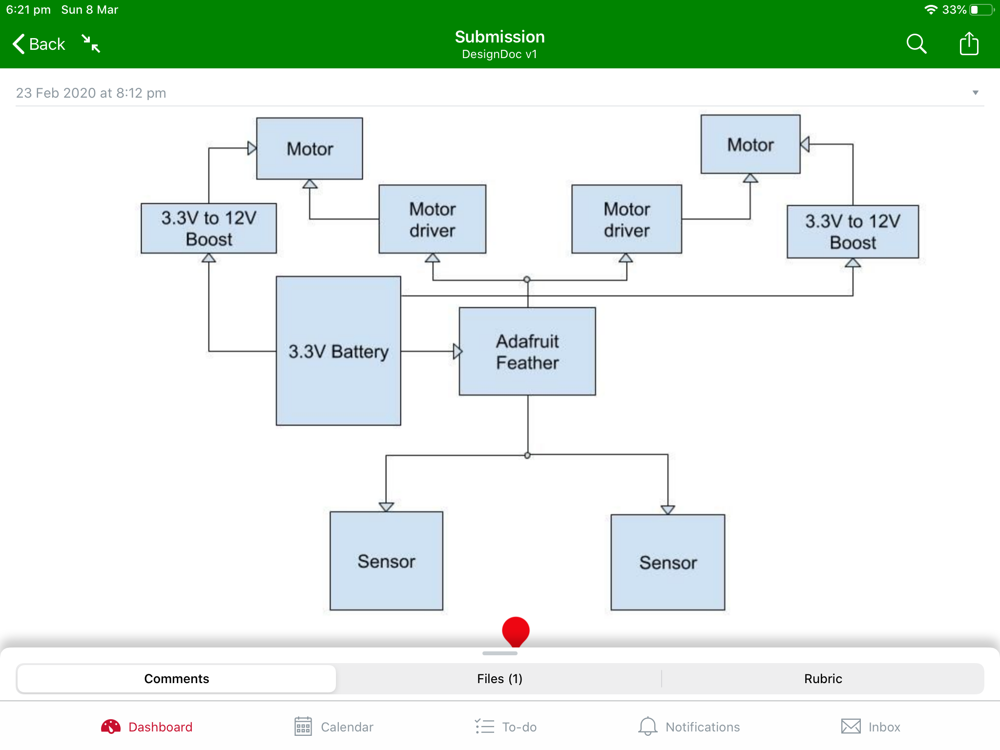 6:21 pm Sun 8 Mar
33%
Back
Submission
DesignDoc v1
23 Feb 2020 at 8:12 pm
Motor
Motor
Motor
driver
Motor
driver
3.3V to 12V
Boost
3.3V to 12V
Boost
3.3V Battery
Adafruit
Feather
Sensor
Sensor
Comments
Files (1)
Rubric
Dashboard
Calendar
To-do
Notifications
Inbox